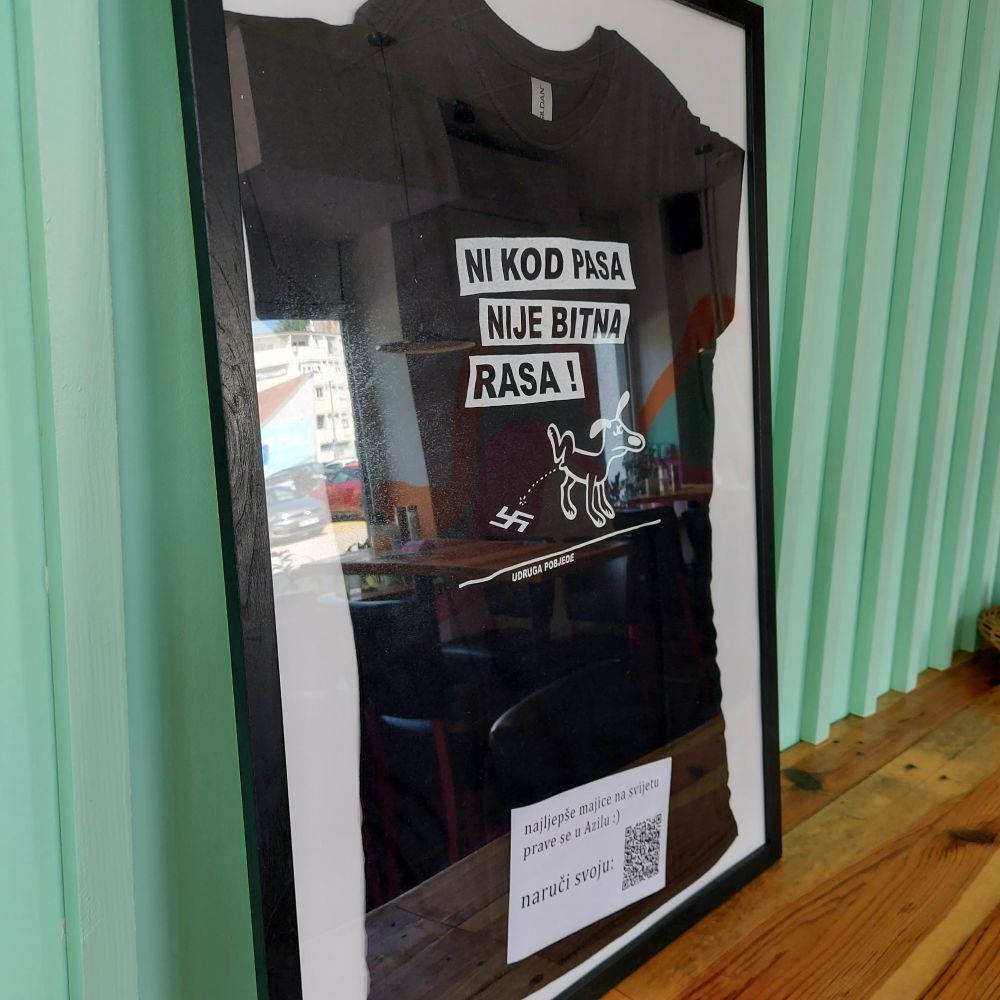 NI KOD PASA
NIJE BITNA
RASA !
UDRUGA POBJEDE
najljepše majice na svijetu
prave se u Azilu :)
naruči svoju: